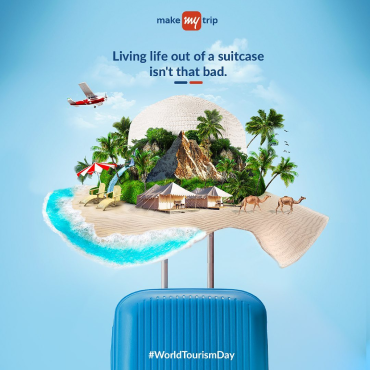 make my trip
Living life out of a suitcase
isn't that bad.
#WorldTourismDay